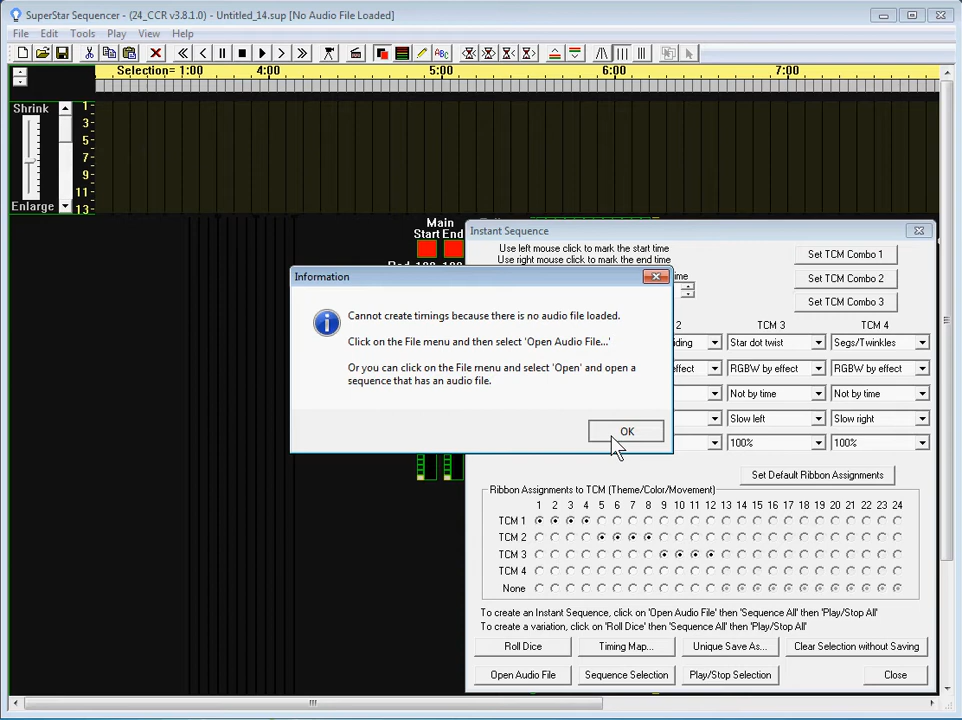 SuperStar Sequencer - (24_CCR v3.8.1.0) - Untitled_14.sup [No Audio File Loaded]
File Edit Tools Play View Help
ABc
Selection= 1:00 4:00 5:00 6:00 7:00
Shrink
Enlarge
1
3
5
7
9
11
13
Main
Start End
Instant Sequence
Use left mouse click to mark the start time
Use right mouse click to mark the end time
Set TCM Combo 1
Set TCM Combo 2
Set TCM Combo 3
Information
Cannot create timings because there is no audio file loaded.
Click on the File menu and then select 'Open Audio File...'
Or you can click on the File menu and select 'Open' and open a
sequence that has an audio file.
OK
2 TCM 3 TCM 4
Star dot twist Segs/Twinkles
effect RGBW by effect RGBW by effect
Not by time Not by time
Slow left Slow right
100% 100%
Set Default Ribbon Assignments
Ribbon Assignments to TCM (Theme/Color/Movement)
1 2 3 4 5 6 7 8 9 10 11 12 13 14 15 16 17 18 19 20 21 22 23 24
TCM 1
TCM 2
TCM 3
TCM 4
None
To create an Instant Sequence, click on 'Open Audio File' then 'Sequence All' then 'Play/Stop All'
To create a variation, click on 'Roll Dice' then 'Sequence All' then 'Play/Stop All'
Roll Dice Timing Map... Unique Save As... Clear Selection without Saving
Open Audio File Sequence Selection Play/Stop Selection Close